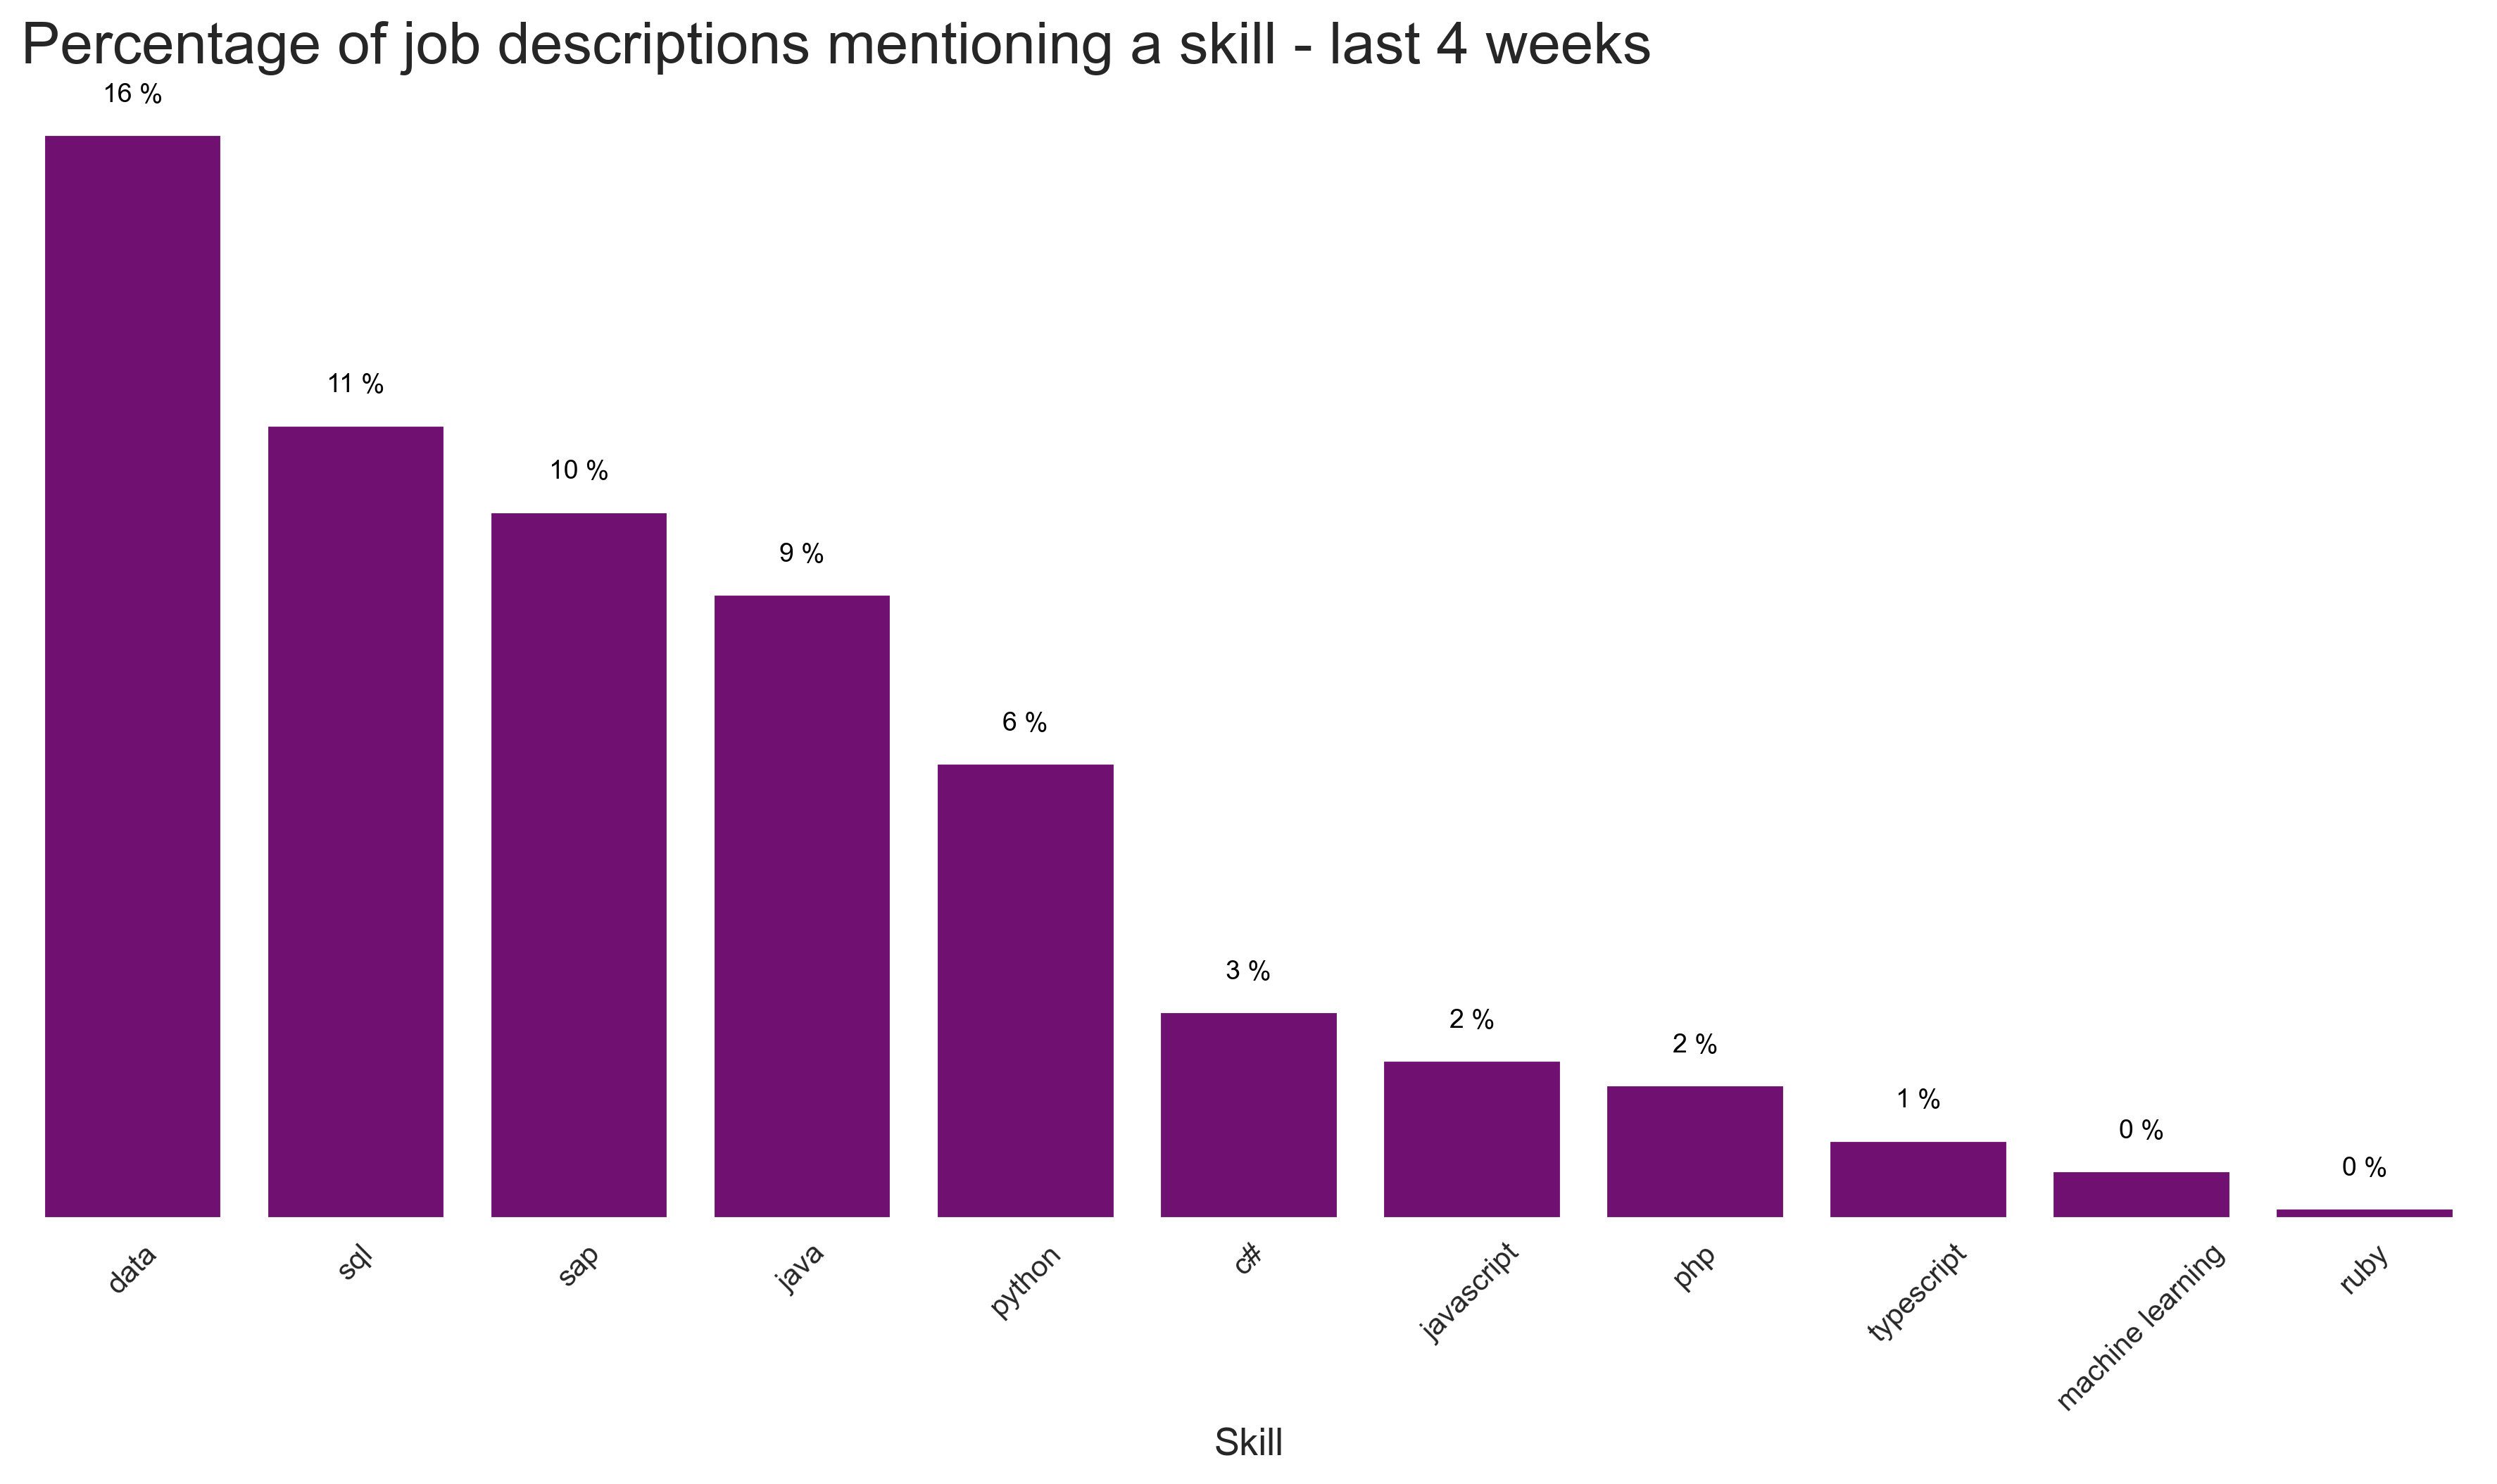 Percentage of job descriptions mentioning a skill - last 4 weeks
16 %
11 %
10 %
9 %
6 %
3 %
2 %
2 %
1 %
0 %
0 %
data
sql
sap
java
python
c#
javascript
php
typescript
machine learning
ruby
Skill